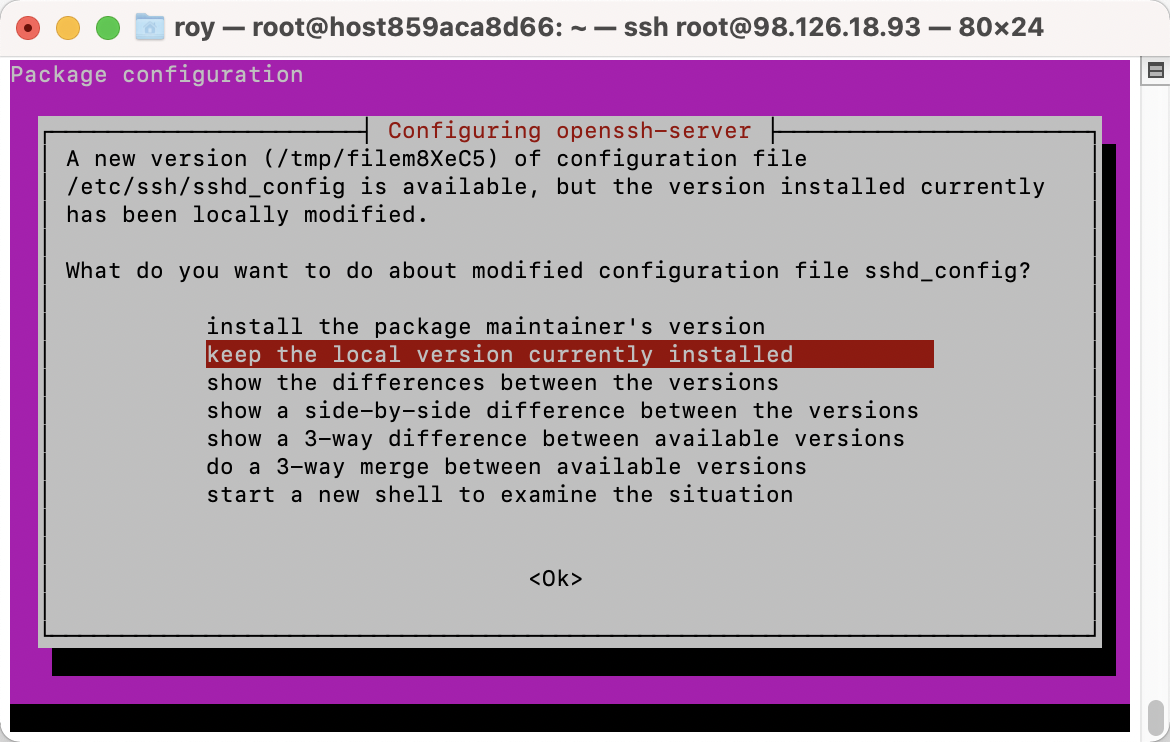 roy — root@host859aca8d66: ~ — ssh root@98.126.18.93 — 80×24
Package configuration
Configuring openssh-server
A new version (/tmp/filem8XeC5) of configuration file
/etc/ssh/sshd_config is available, but the version installed currently
has been locally modified.
What do you want to do about modified configuration file sshd_config?
install the package maintainer's version
keep the local version currently installed
show the differences between the versions
show a side-by-side difference between the versions
show a 3-way difference between available versions
do a 3-way merge between available versions
start a new shell to examine the situation
<Ok>